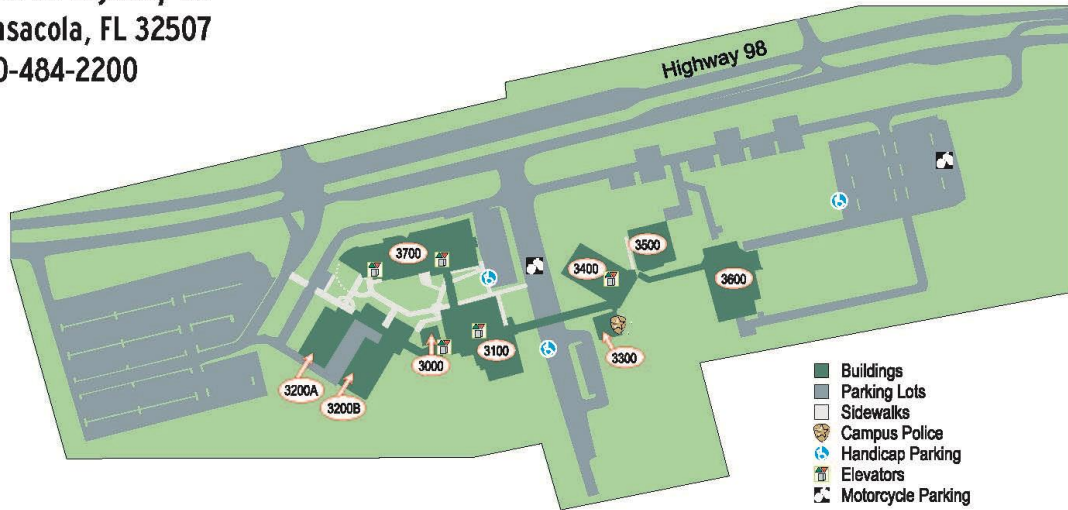 nsacola, FL 32507
0-484-2200
Highway 98
3700
3500
3400
3600
3100
3000
3300
3200A
3200B
Buildings
Parking Lots
Sidewalks
Campus Police
Handicap Parking
Elevators
Motorcycle Parking